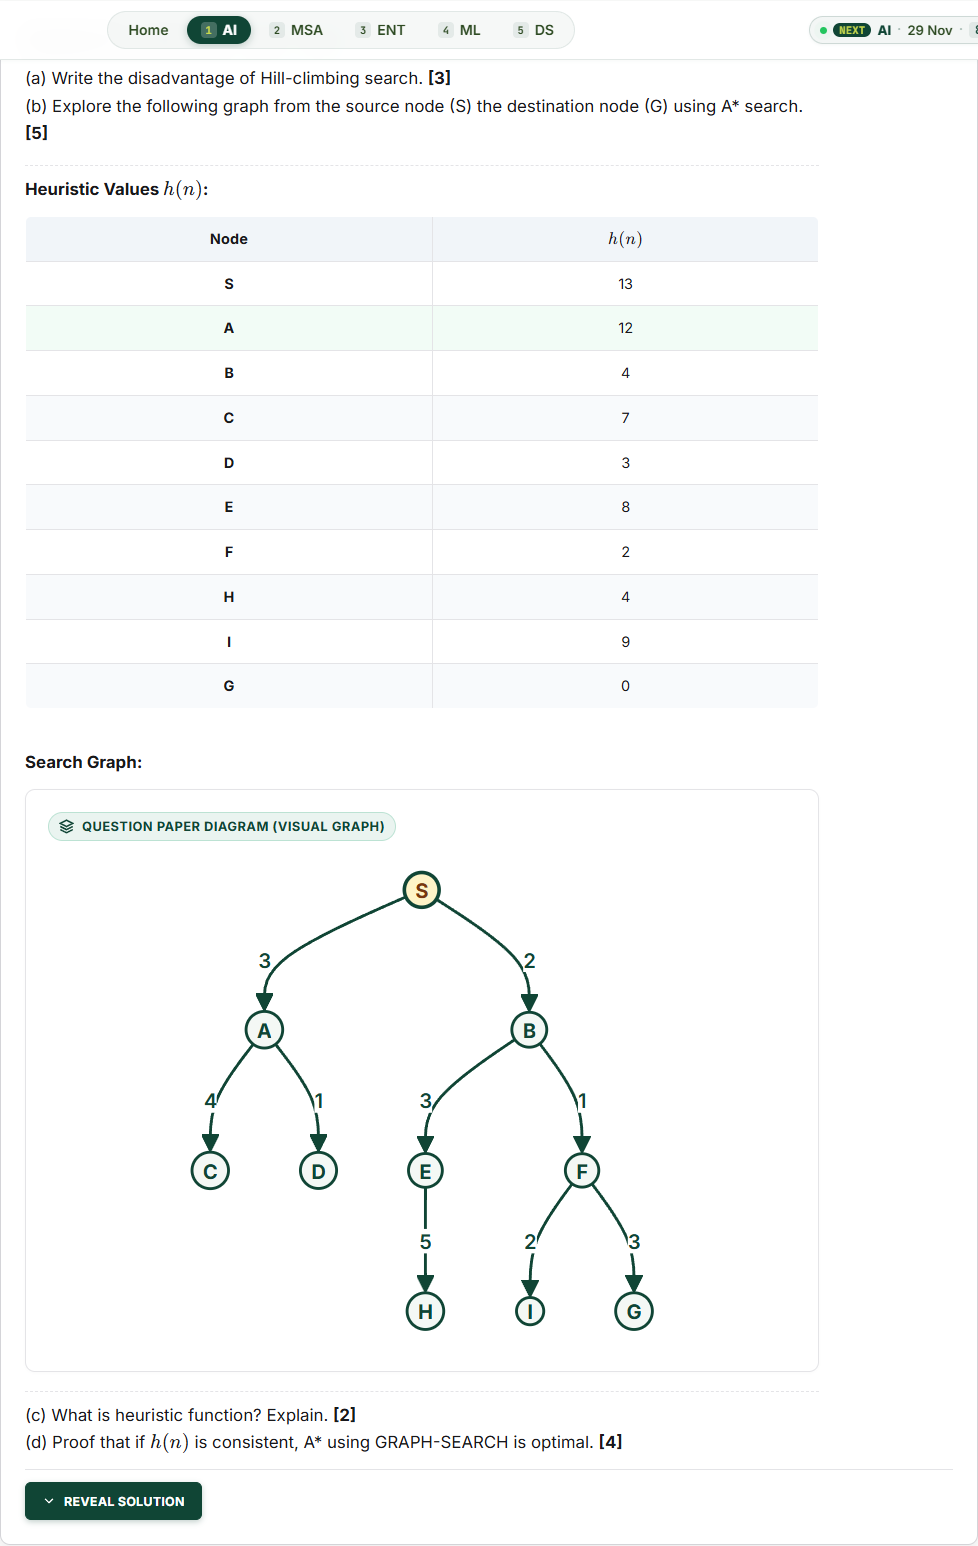 Home 1 AI 2 MSA 3 ENT 4 ML 5 DS NEXT AI · 29 Nov ·
(a) Write the disadvantage of Hill-climbing search. [3]
(b) Explore the following graph from the source node (S) the destination node (G) using A* search.
[5]
Heuristic Values h(n):
Node h(n)
S 13
A 12
B 4
C 7
D 3
E 8
F 2
H 4
I 9
G 0
Search Graph:
QUESTION PAPER DIAGRAM (VISUAL GRAPH)
S
3 2
A B
4 1 3 1
C D E F
5 2 3
H I G
(c) What is heuristic function? Explain. [2]
(d) Proof that if h(n) is consistent, A* using GRAPH-SEARCH is optimal. [4]
REVEAL SOLUTION